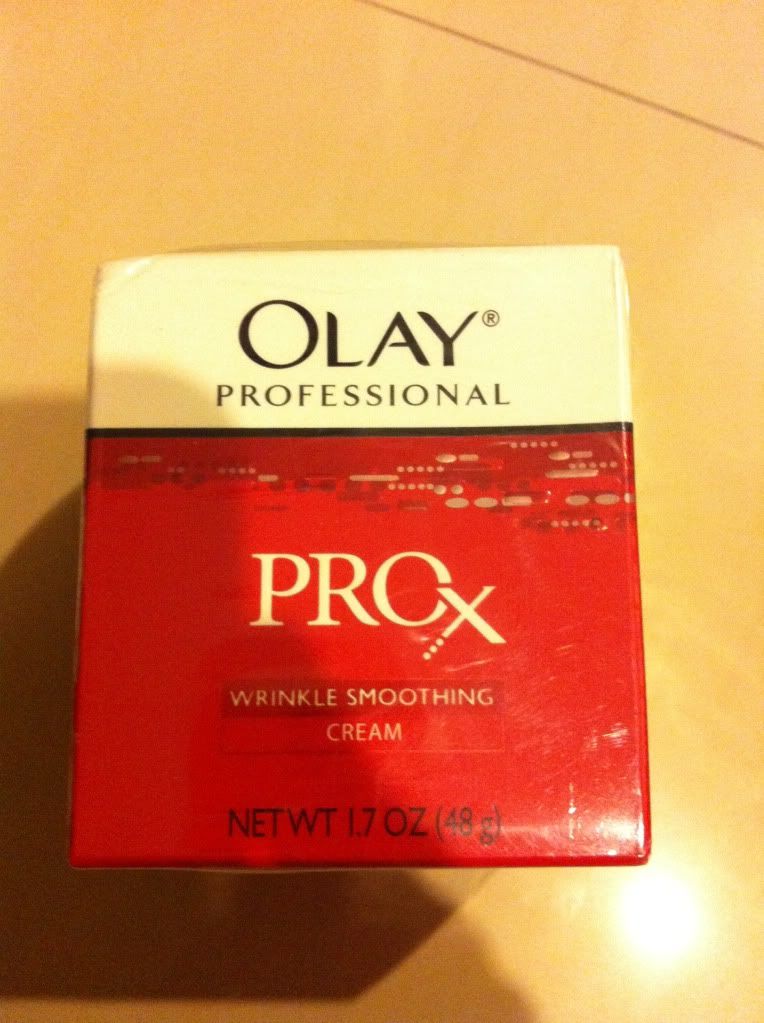 OLAY®
PROFESSIONAL
PROX
WRINKLE SMOOTHING
CREAM
NET WT 1.7 OZ (48 g)